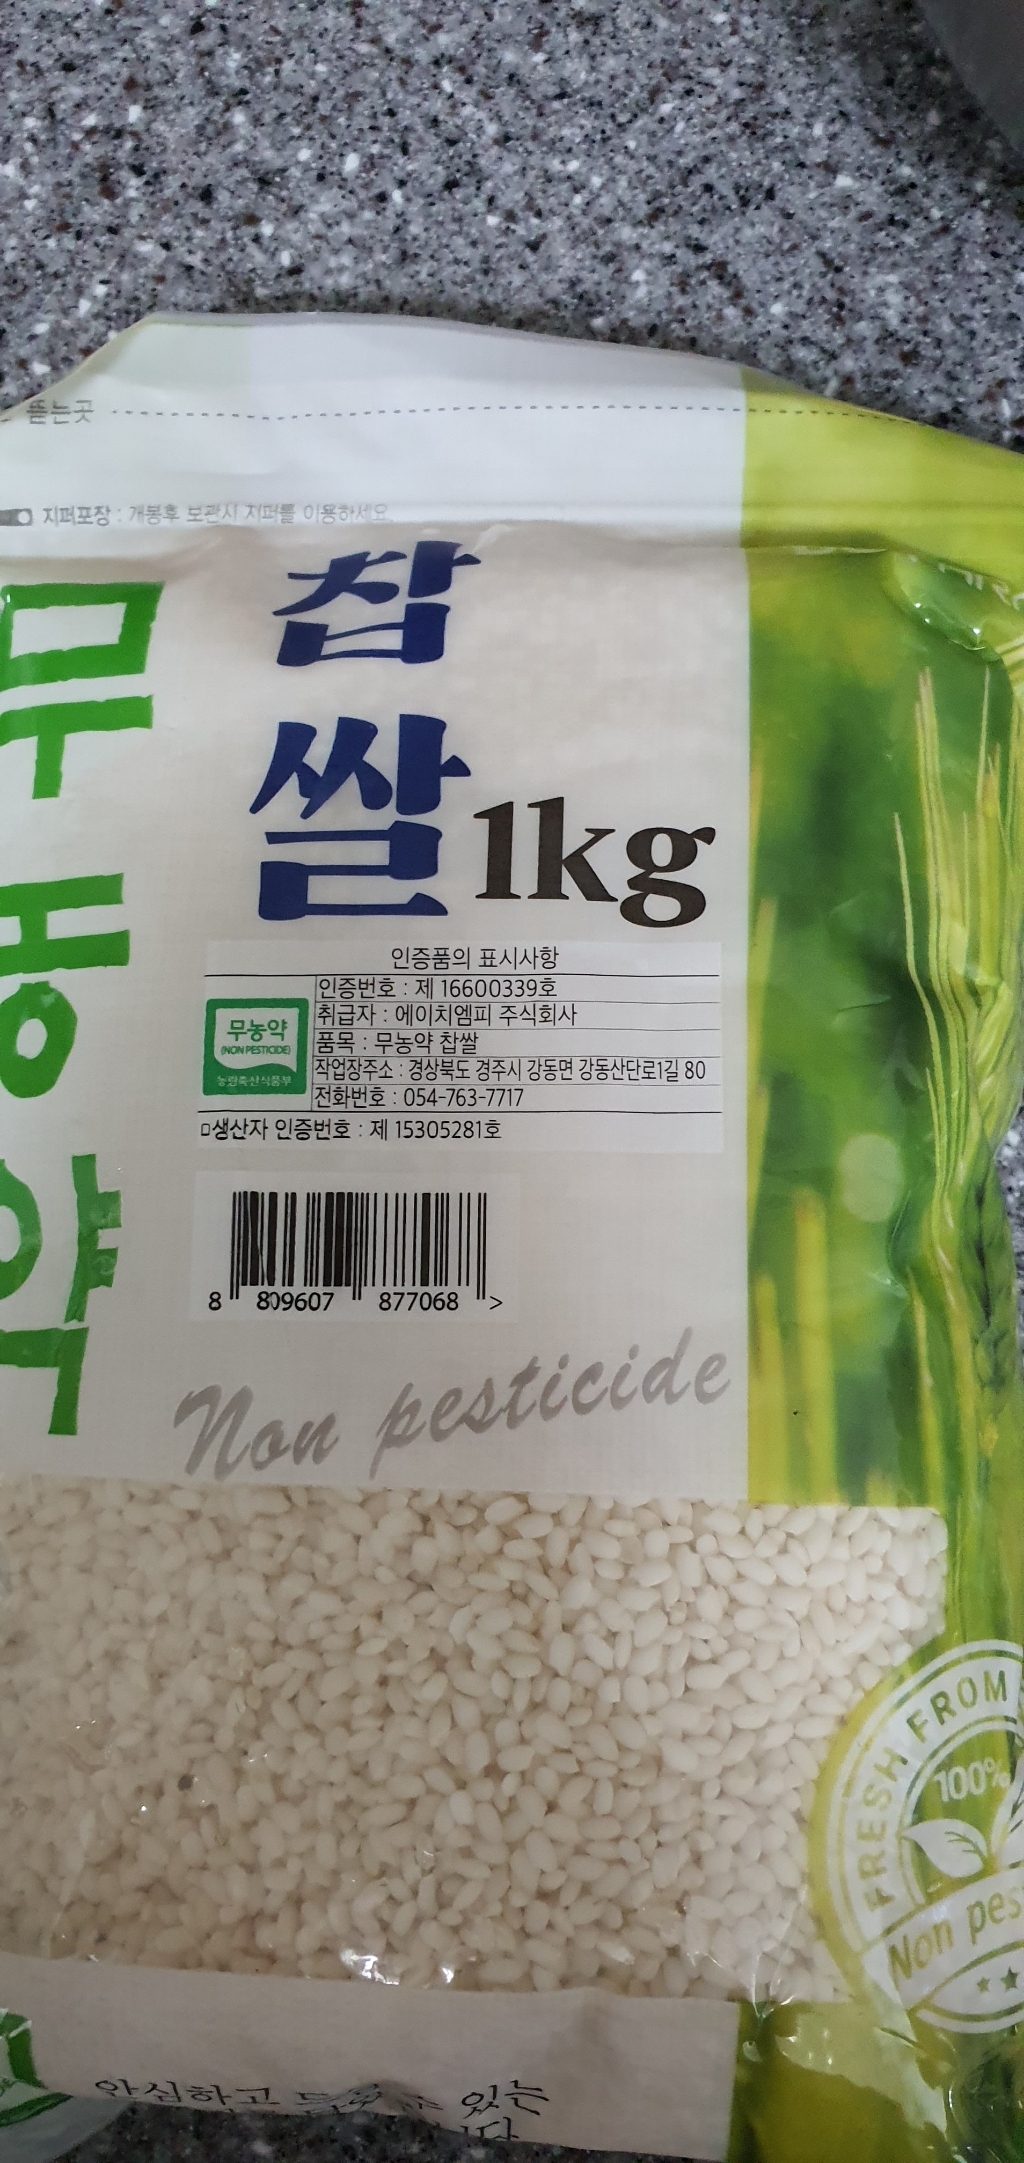 뜯는곳
지퍼포장 : 개봉후 보관시 지퍼를 이용하세요.
무농약
찹쌀 1kg
인증품의 표시사항
무농약
(NON PESTICIDE)
농림축산식품부
인증번호 : 제 16600339호
취급자 : 에이치엠피 주식회사
품목 : 무농약 찹쌀
작업장주소 : 경상북도 경주시 강동면 강동산단로1길 80
전화번호 : 054-763-7717
생산자 인증번호 : 제 15305281호
8 809607 877068 >
Non pesticide
FRESH FROM
100%
Non pes
안심하고 있는